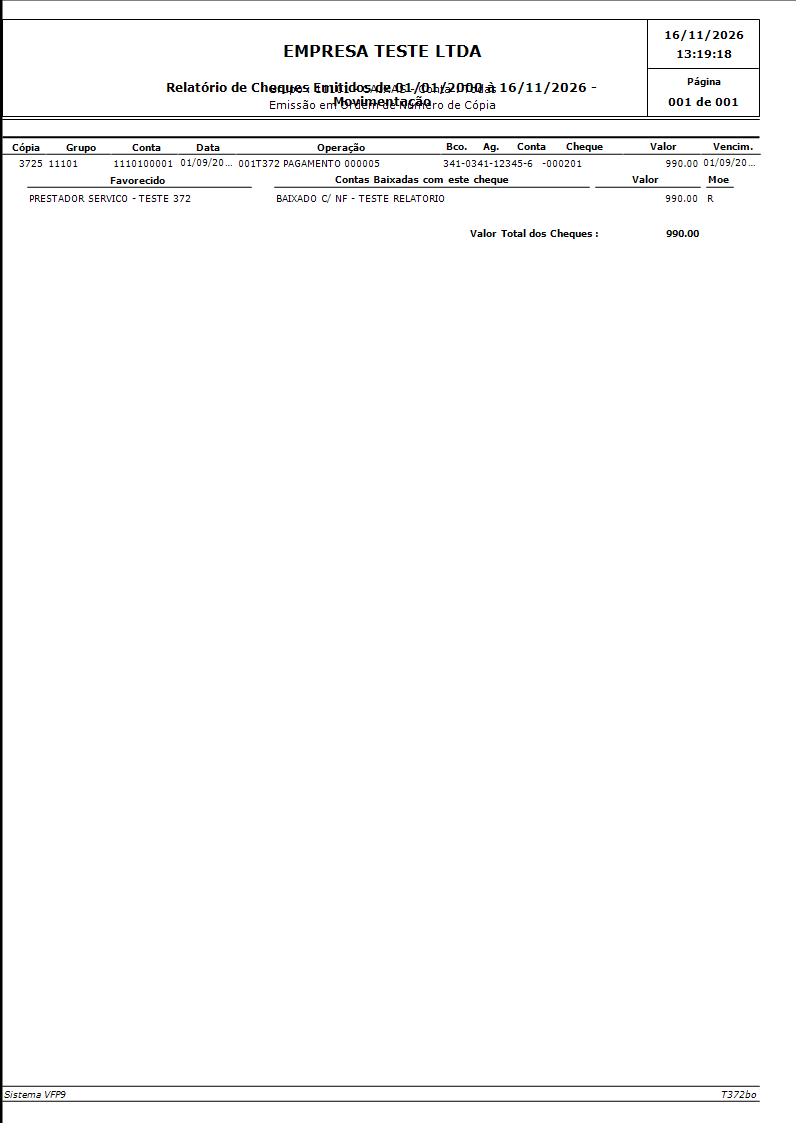 EMPRESA TESTE LTDA
16/11/2026
13:19:18
Página
001 de 001
Relatório de Cheques Emitidos de 01/01/2000 à 16/11/2026 -
Movimentação
Emissão em Ordem de Número de Cópia
Cópia Grupo Conta Data Operação Bco. Ag. Conta Cheque Valor Vencim.
3725 11101 1110100001 01/09/20... 001T372 PAGAMENTO 000005 341-0341-12345-6 -000201 990.00 01/09/20...
Favorecido Contas Baixadas com este cheque Valor Moe
PRESTADOR SERVICO - TESTE 372 BAIXADO C/ NF - TESTE RELATORIO 990.00 R
Valor Total dos Cheques : 990.00
Sistema VFP9 T372bo